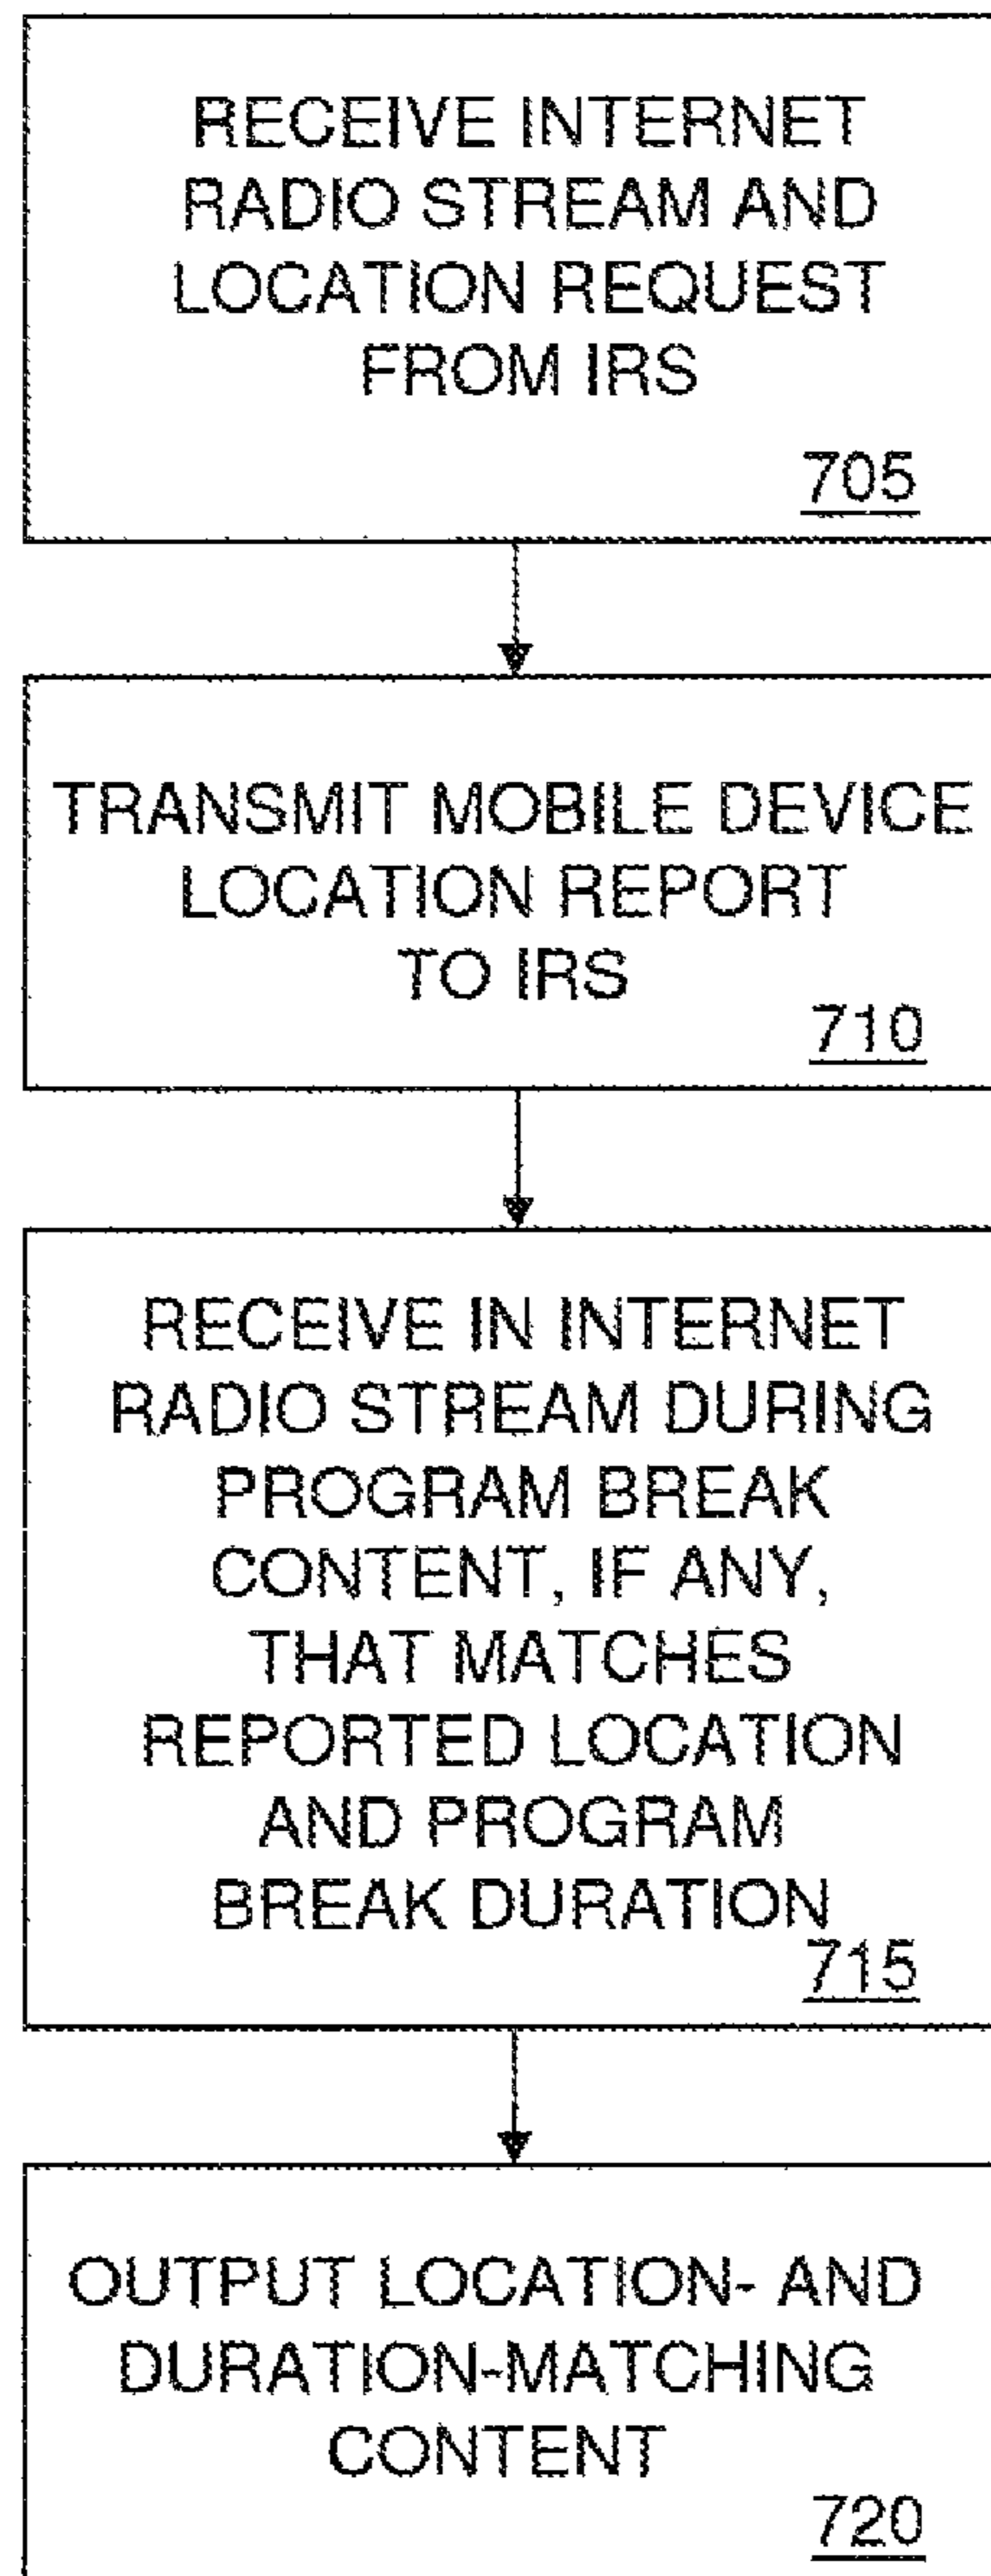 RECEIVE INTERNET
RADIO STREAM AND
LOCATION REQUEST
FROM IRS
705
TRANSMIT MOBILE DEVICE
LOCATION REPORT
TO IRS
710
RECEIVE IN INTERNET
RADIO STREAM DURING
PROGRAM BREAK
CONTENT, IF ANY,
THAT MATCHES
REPORTED LOCATION
AND PROGRAM
BREAK DURATION
715
OUTPUT LOCATION- AND
DURATION-MATCHING
CONTENT
720